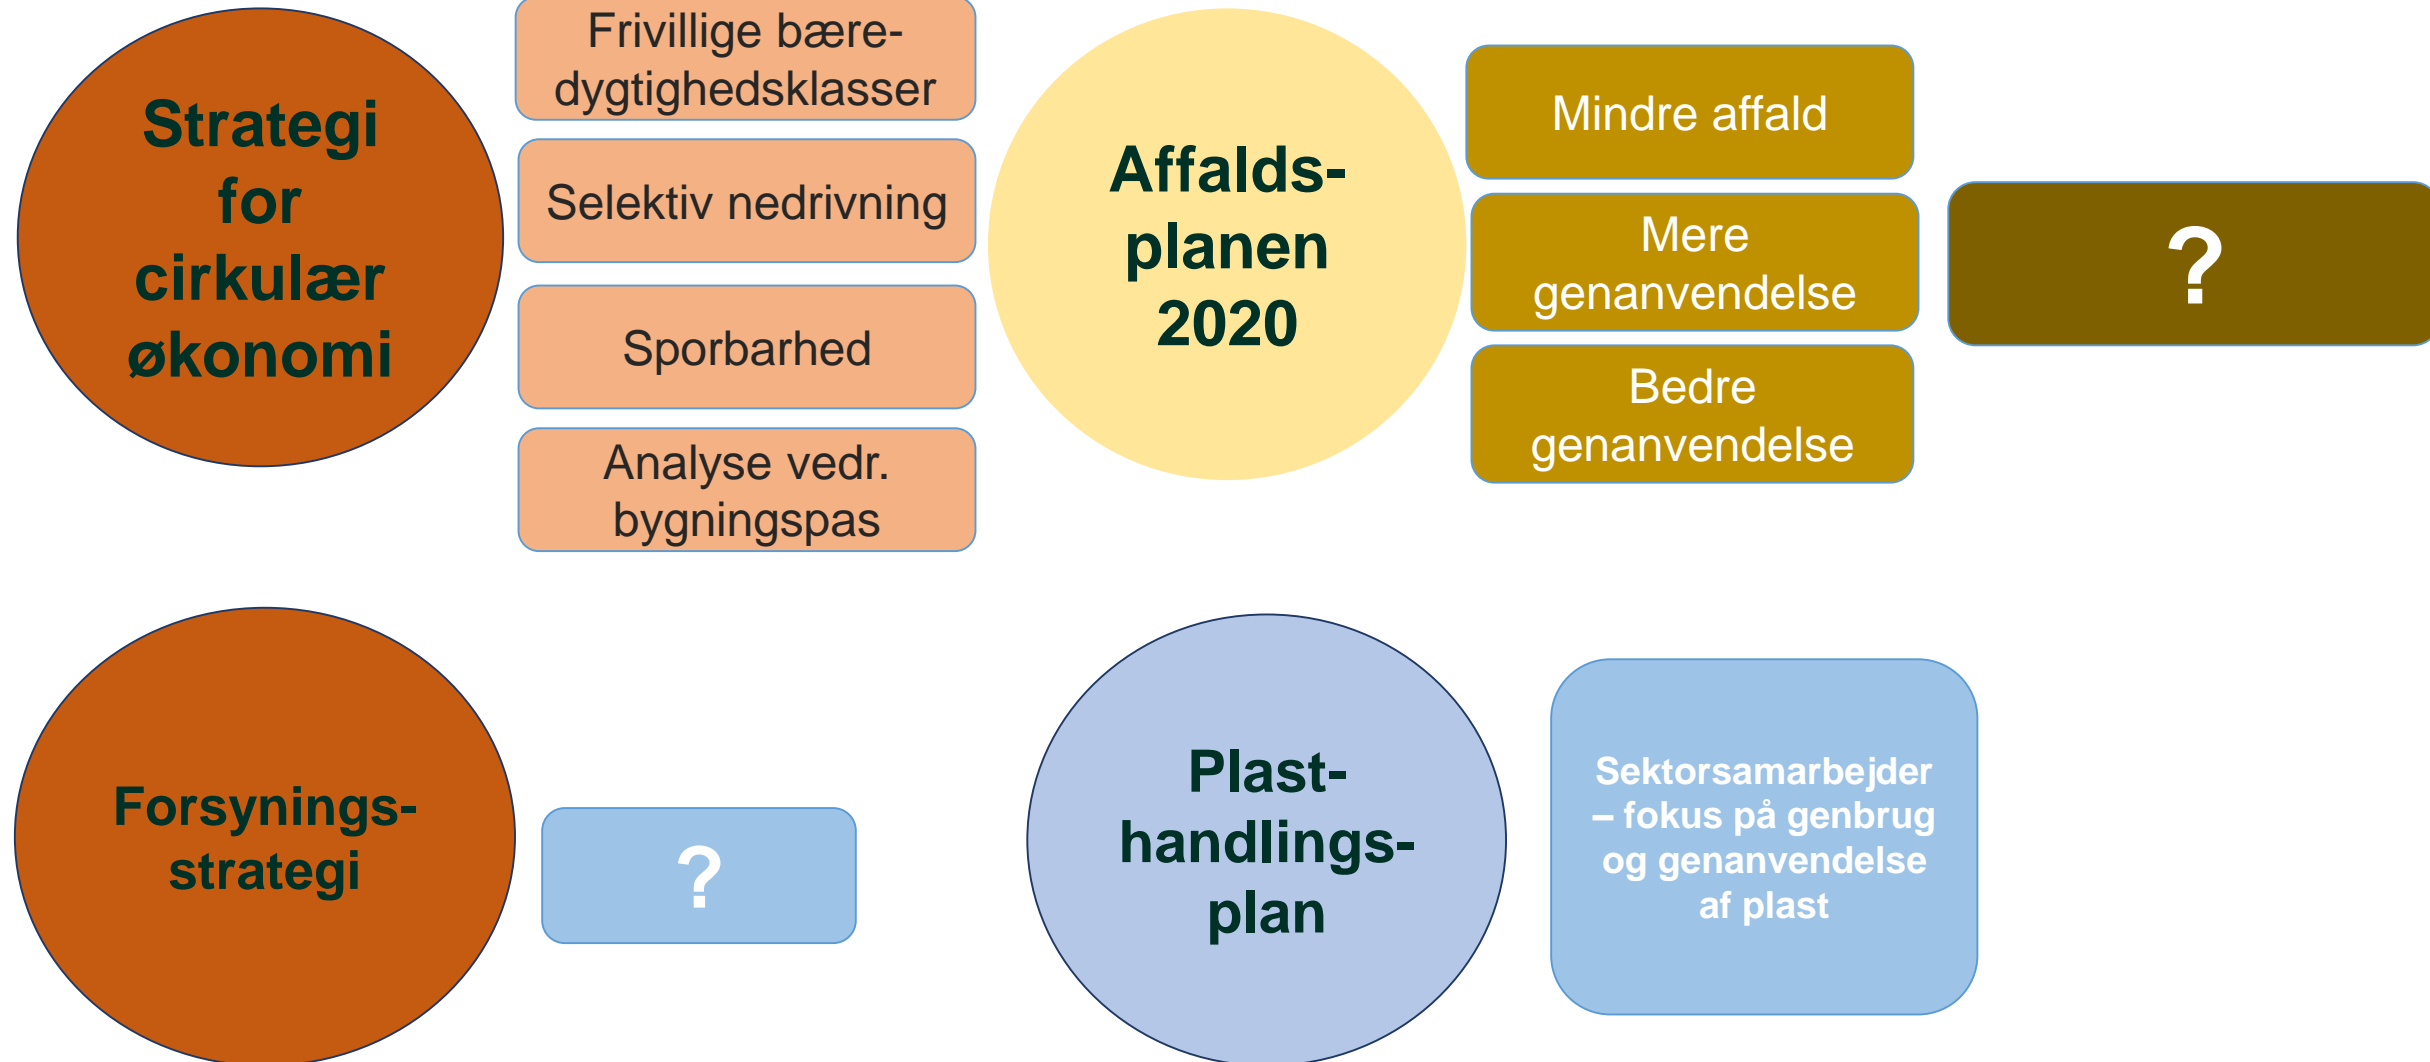 Strategi
for
cirkulær
økonomi
Frivillige bære-
dygtighedsklasser
Selektiv nedrivning
Sporbarhed
Analyse vedr.
bygningspas
Affalds-
planen
2020
Mindre affald
Mere
genanvendelse
Bedre
genanvendelse
?
Forsynings-
strategi
?
Plast-
handlings-
plan
Sektorsamarbejder
– fokus på genbrug
og genanvendelse
af plast